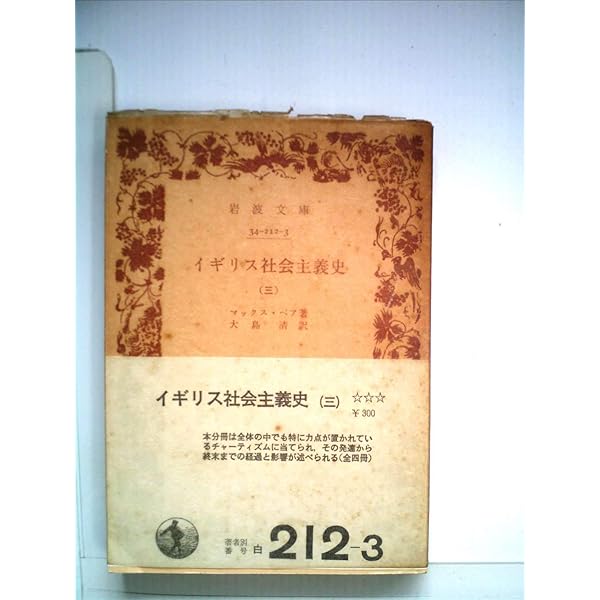 岩波文庫
34-212-3
イギリス社会主義史
(三)
マックス・ベア著
大島清訳
イギリス社会主義史 (三) ☆☆☆
¥300
本分冊は全体の中でも特に力点が置かれてい
るチャーティズムに当てられ,その発達から
終末までの経過と影響が述べられる(全四冊)
著者別
番号 白 212-3